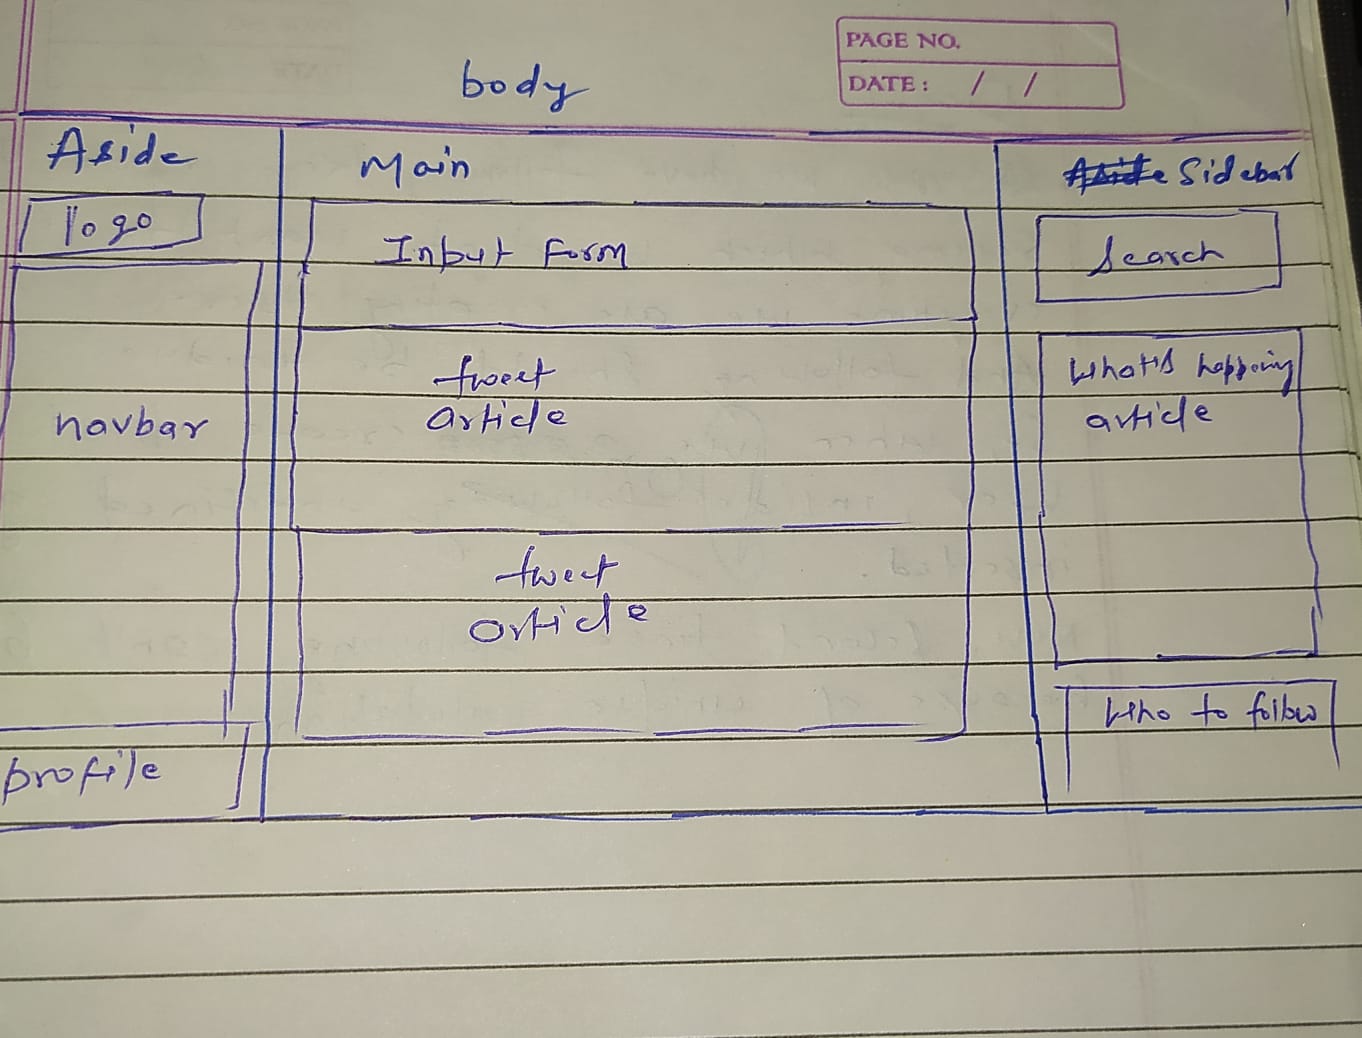 PAGE NO.
DATE: / /
body
Aside
logo
navbar
profile
Main
Input Form
tweet
article
tweet
article
Sidebar
Search
What's happening
article
Who to follow